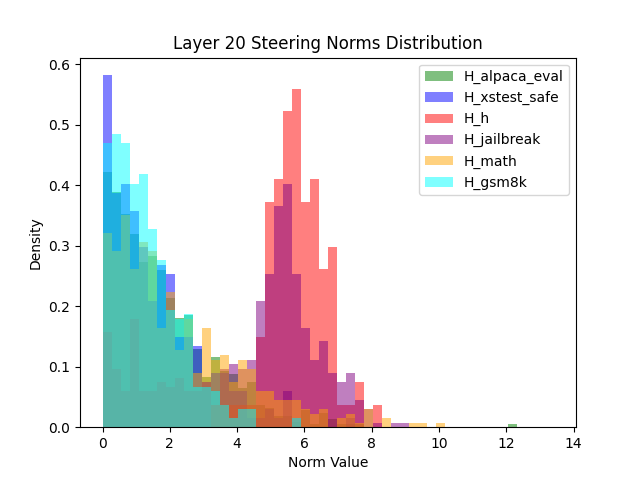 Layer 20 Steering Norms Distribution
H_alpaca_eval
H_xstest_safe
H_h
H_jailbreak
H_math
H_gsm8k
Density
0.6
0.5
0.4
0.3
0.2
0.1
0.0
0 2 4 6 8 10 12 14
Norm Value